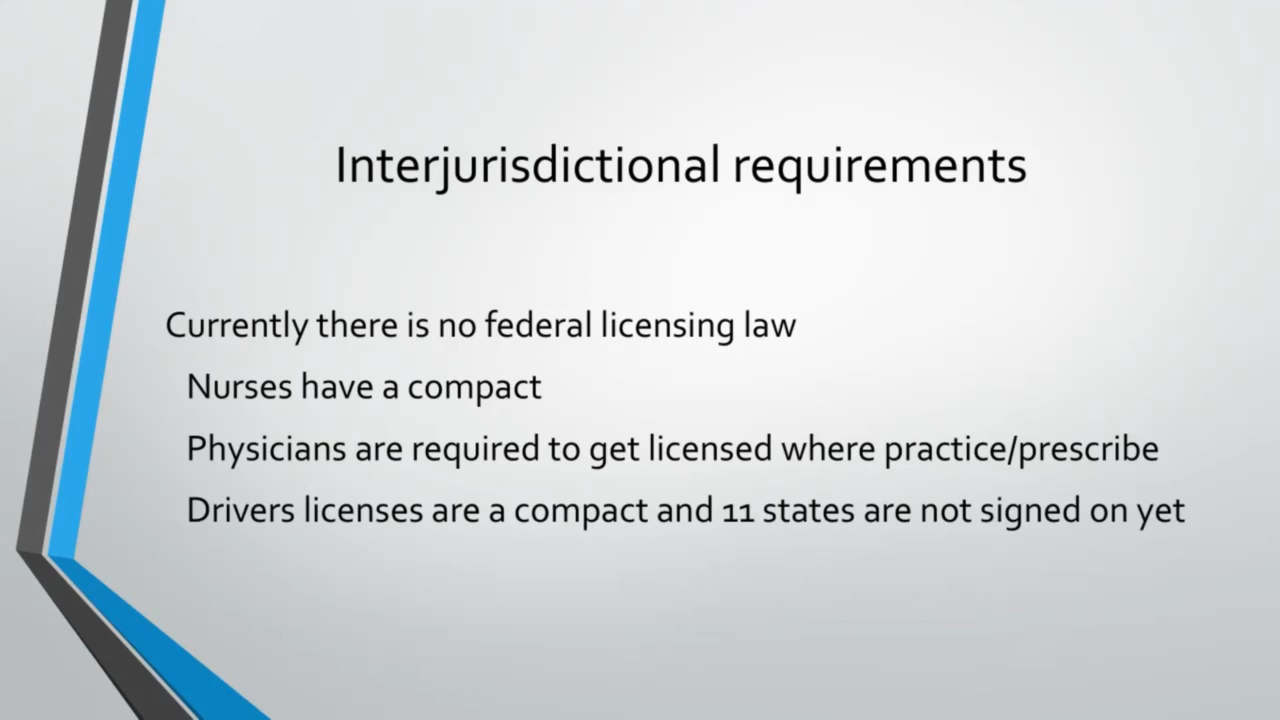 Interjurisdictional requirements
Currently there is no federal licensing law
Nurses have a compact
Physicians are required to get licensed where practice/prescribe
Drivers licenses are a compact and 11 states are not signed on yet